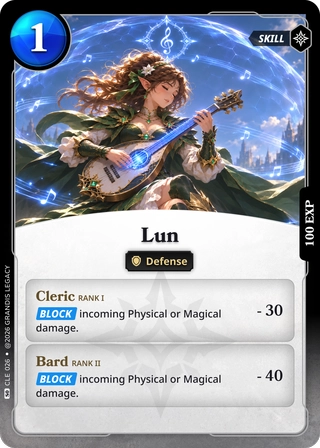 1
SKILL
Lun
Defense
100 EXP
Cleric RANK I
BLOCK incoming Physical or Magical
damage.
- 30
Bard RANK II
BLOCK incoming Physical or Magical
damage.
- 40
CLE 026 • @2026 GRANDIS LEGACY